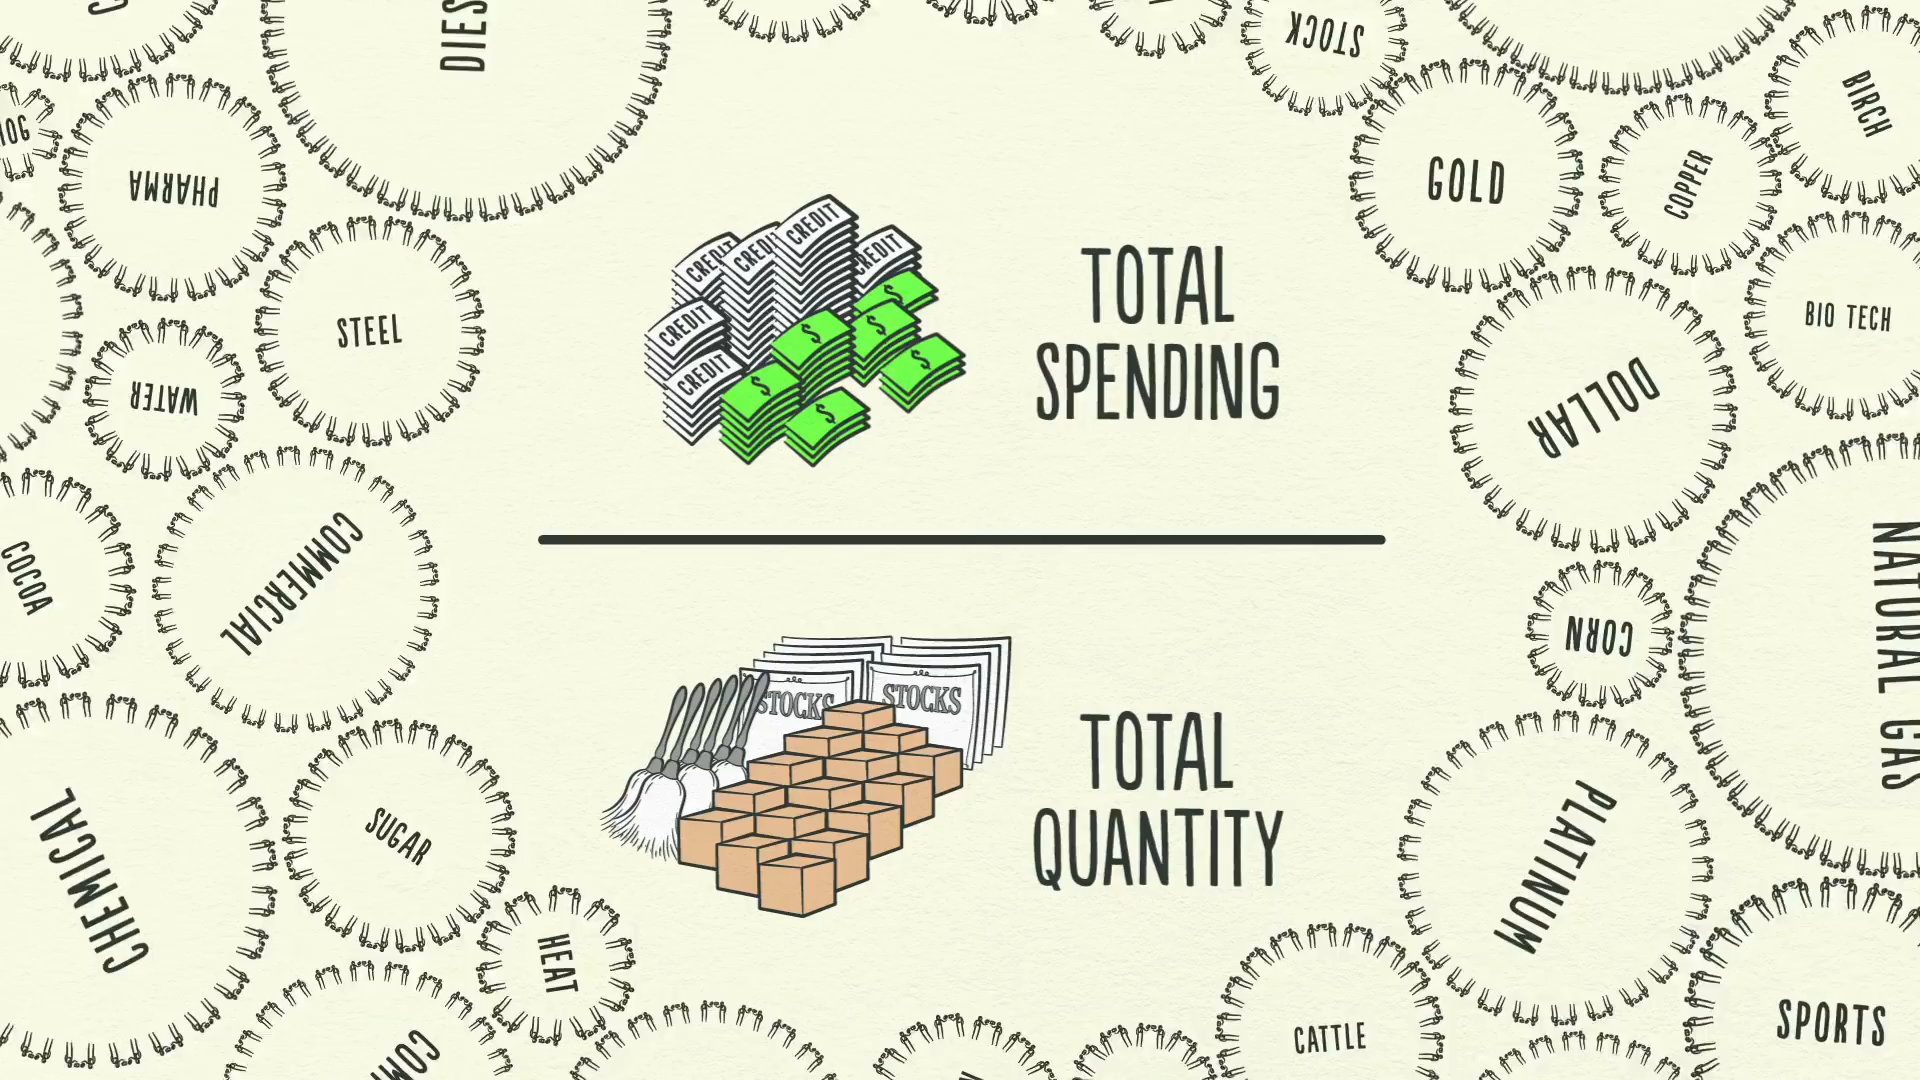 DIES
STOCK
BIRCH
PHARMA
GOLD
COPPER
CREDIT
CREDIT
CREDIT
CREDIT
TOTAL
SPENDING
STEEL
BIO TECH
CREDIT
CREDIT
$
$
$
$
$
$
WATER
DOLLAR
COCOA
COMMERCIAL
NATURAL GAS
CORN
STOCKS
STOCKS
TOTAL
QUANTITY
SUGAR
CHEMICAL
PLATINUM
HEAT
SPORTS
CATTLE
COMM